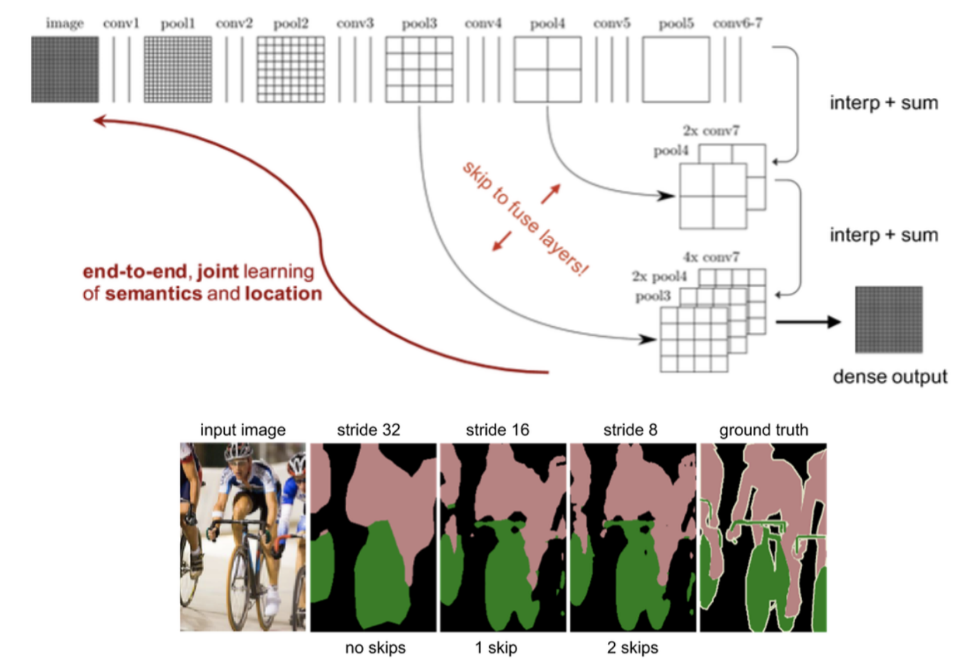 image conv1 pool1 conv2 pool2 conv3 pool3 conv4 pool4 conv5 pool5 conv6-7
interp + sum
2x conv7
pool4
skip to fuse layers!
interp + sum
4x conv7
end-to-end, joint learning
of semantics and location
2x pool4
pool3
dense output
input image stride 32 stride 16 stride 8 ground truth
no skips 1 skip 2 skips